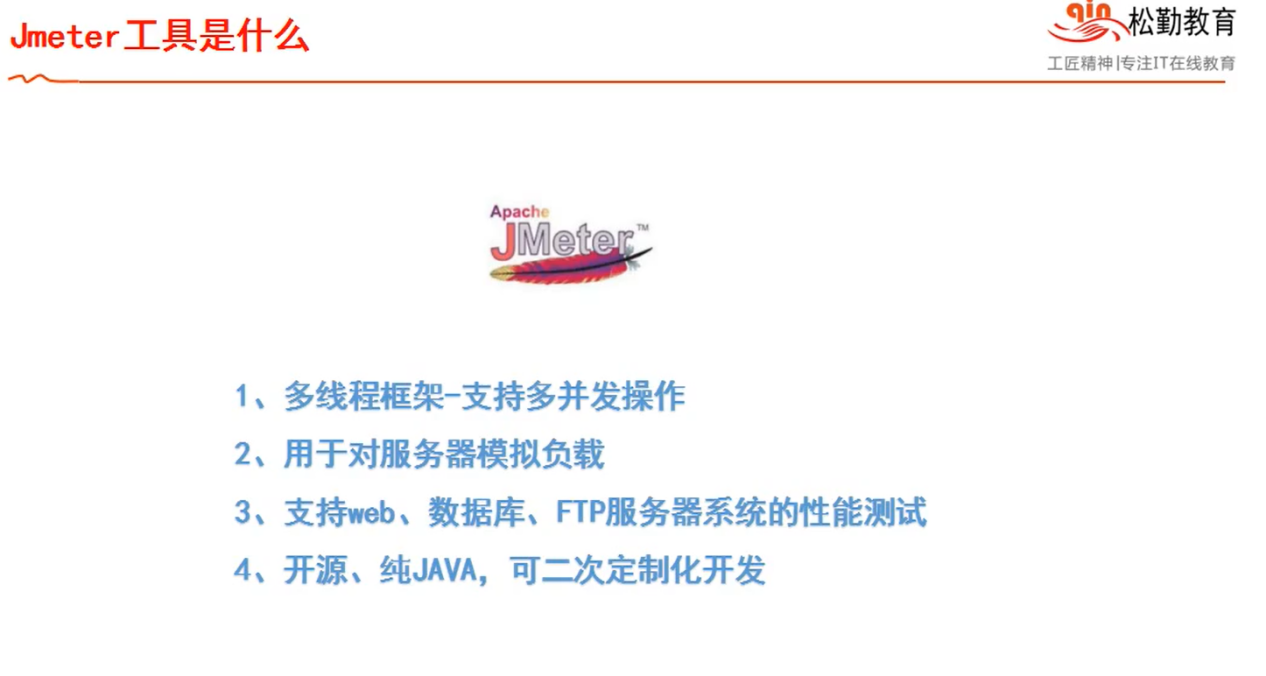 Jmeter工具是什么
qin 松勤教育
工匠精神|专注IT在线教育
Apache
JMeter™
1、多线程框架-支持多并发操作
2、用于对服务器模拟负载
3、支持web、数据库、FTP服务器系统的性能测试
4、开源、纯JAVA，可二次定制化开发